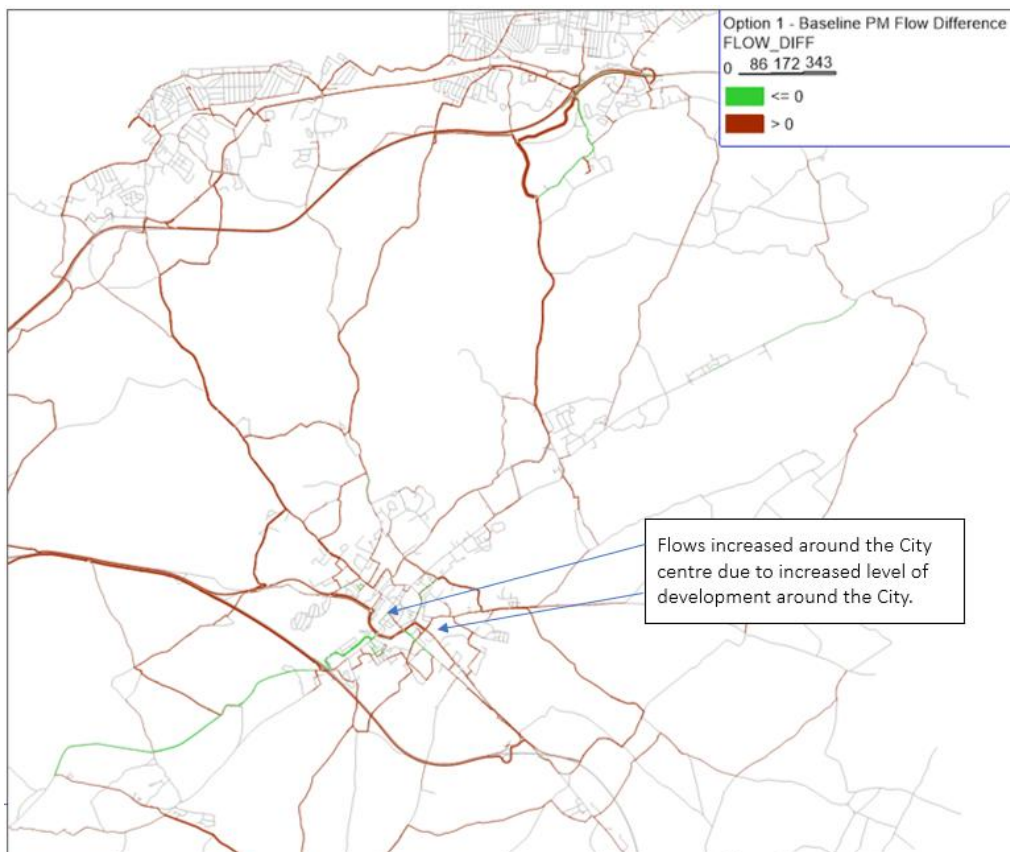 Option 1 - Baseline PM Flow Difference
FLOW_DIFF
0 86 172 343
<= 0
> 0
Flows increased around the City
centre due to increased level of
development around the City.